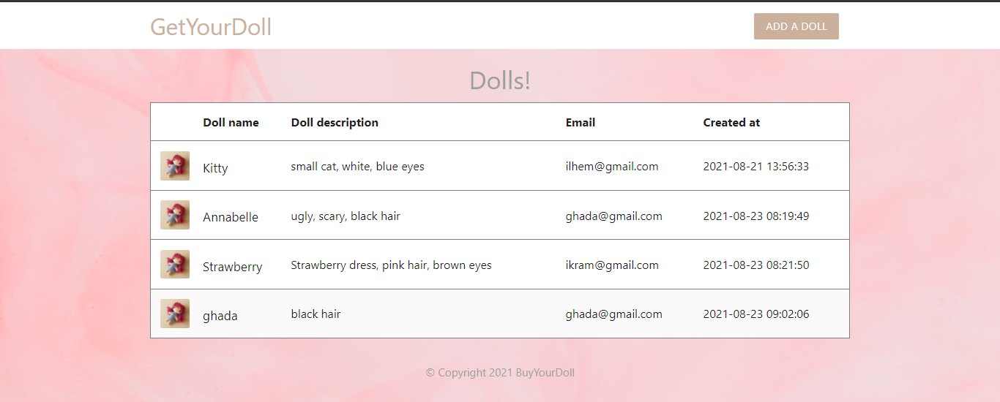 GetYourDoll ADD A DOLL
Dolls!
Doll name Doll description Email Created at
Kitty small cat, white, blue eyes ilhem@gmail.com 2021-08-21 13:56:33
Annabelle ugly, scary, black hair ghada@gmail.com 2021-08-23 08:19:49
Strawberry Strawberry dress, pink hair, brown eyes ikram@gmail.com 2021-08-23 08:21:50
ghada black hair ghada@gmail.com 2021-08-23 09:02:06
© Copyright 2021 BuyYourDoll